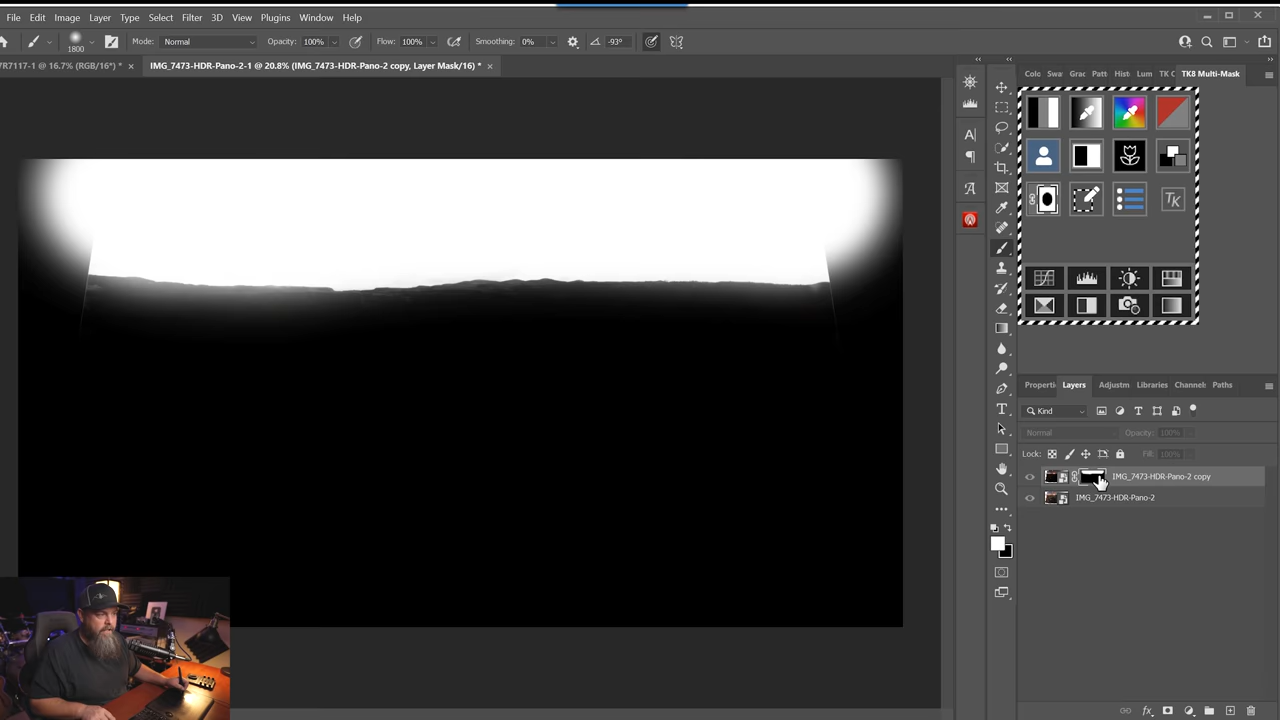 File Edit Image Layer Type Select Filter 3D View Plugins Window Help
1800 Mode: Normal Opacity: 100% Flow: 100% Smoothing: 0% -93°
7R7117-1 @ 16.7% (RGB/16*) * × IMG_7473-HDR-Pano-2-1 @ 20.8% (IMG_7473-HDR-Pano-2 copy, Layer Mask/16) * ×
Colc Swa Grac Patt Hist Lum TK C TK8 Multi-Mask
TK
Properti Layers Adjustm Libraries Channel Paths
Kind
Normal Opacity: 100%
Lock: Fill: 100%
IMG_7473-HDR-Pano-2 copy
IMG_7473-HDR-Pano-2